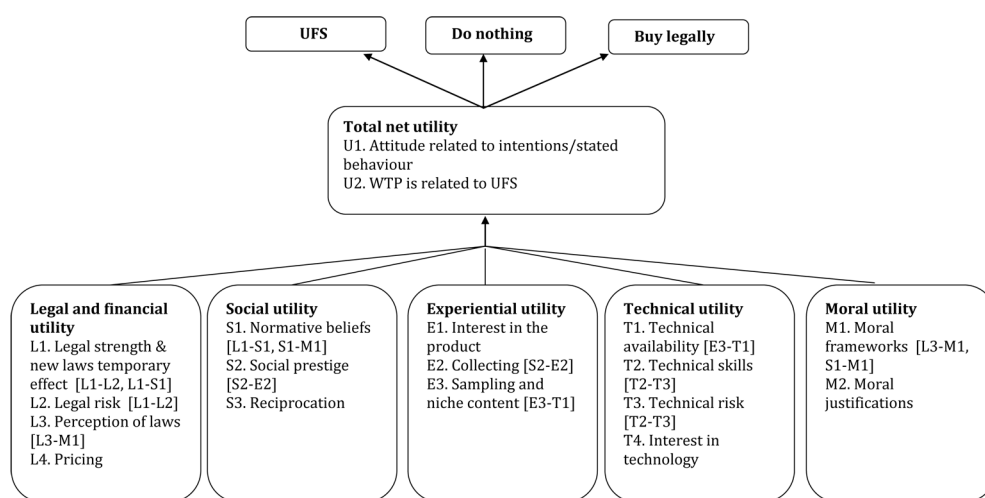 UFS
Do nothing
Buy legally
Total net utility
U1. Attitude related to intentions/stated
behaviour
U2. WTP is related to UFS
Legal and financial
utility
L1. Legal strength &
new laws temporary
effect [L1-L2, L1-S1]
L2. Legal risk [L1-L2]
L3. Perception of laws
[L3-M1]
L4. Pricing
Social utility
S1. Normative beliefs
[L1-S1, S1-M1]
S2. Social prestige
[S2-E2]
S3. Reciprocation
Experiential utility
E1. Interest in the
product
E2. Collecting [S2-E2]
E3. Sampling and
niche content [E3-T1]
Technical utility
T1. Technical
availability [E3-T1]
T2. Technical skills
[T2-T3]
T3. Technical risk
[T2-T3]
T4. Interest in
technology
Moral utility
M1. Moral
frameworks [L3-M1,
S1-M1]
M2. Moral
justifications